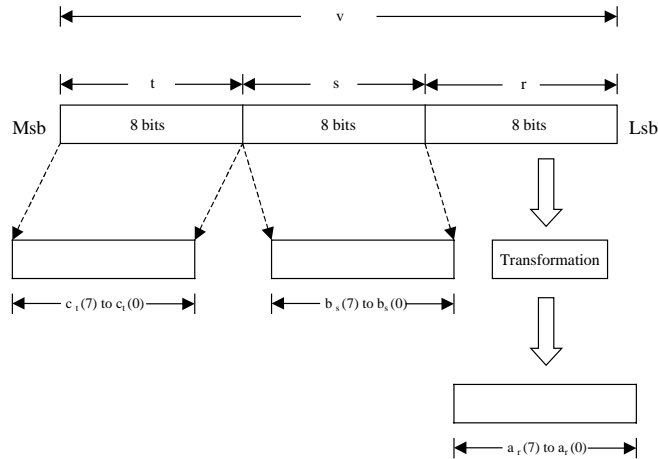 v
t s r
Msb 8 bits 8 bits 8 bits Lsb
Transformation
c t (7) to c t (0) b s (7) to b s (0)
a r (7) to a r (0)